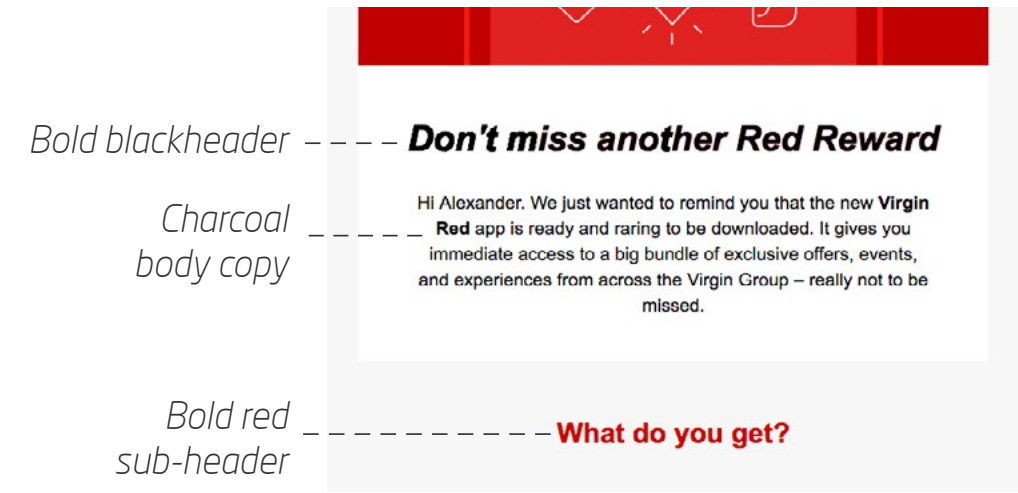 Bold blackheader
Don't miss another Red Reward
Charcoal
body copy
Hi Alexander. We just wanted to remind you that the new Virgin
Red app is ready and raring to be downloaded. It gives you
immediate access to a big bundle of exclusive offers, events,
and experiences from across the Virgin Group – really not to be
missed.
Bold red
sub-header
What do you get?